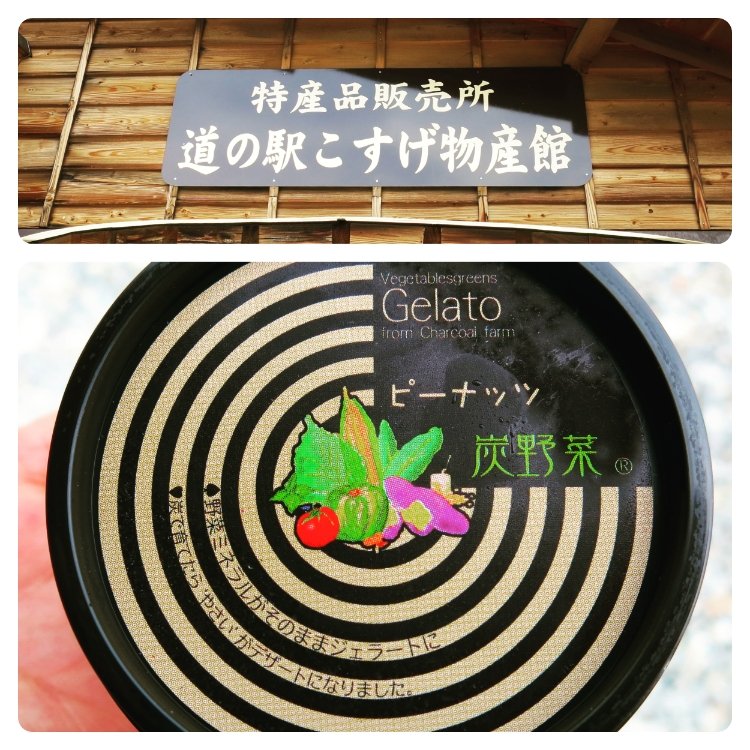 特産品販売所
道の駅こすげ物産館
Vegetablesgreens
Gelato
from Charcoal farm
ピーナッツ
炭野菜®
♥野菜ミネラルがそのままジェラートに
♥炭で育てたら"やさい"がデザートになりました。